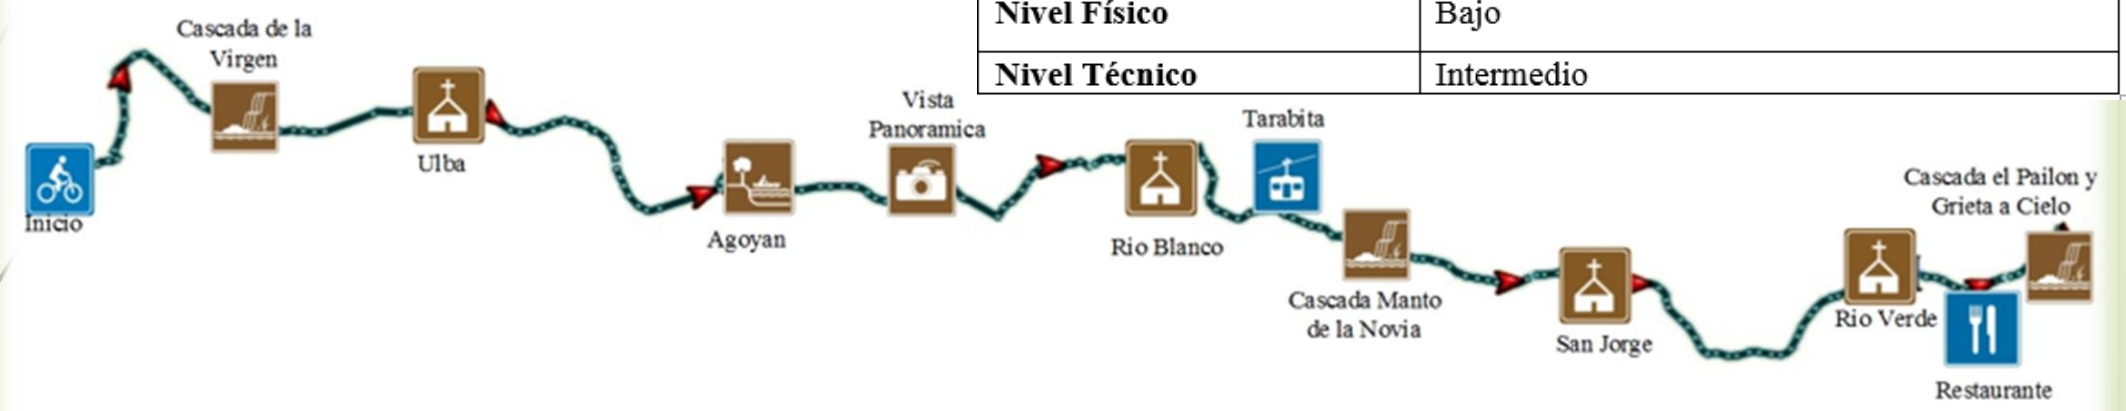 Nivel Físico Bajo
Nivel Técnico Intermedio
Cascada de la
Virgen
Inicio
Ulba
Agoyan
Vista
Panoramica
Rio Blanco
Tarabita
Cascada Manto
de la Novia
San Jorge
Rio Verde
Restaurante
Cascada el Pailon y
Grieta a Cielo